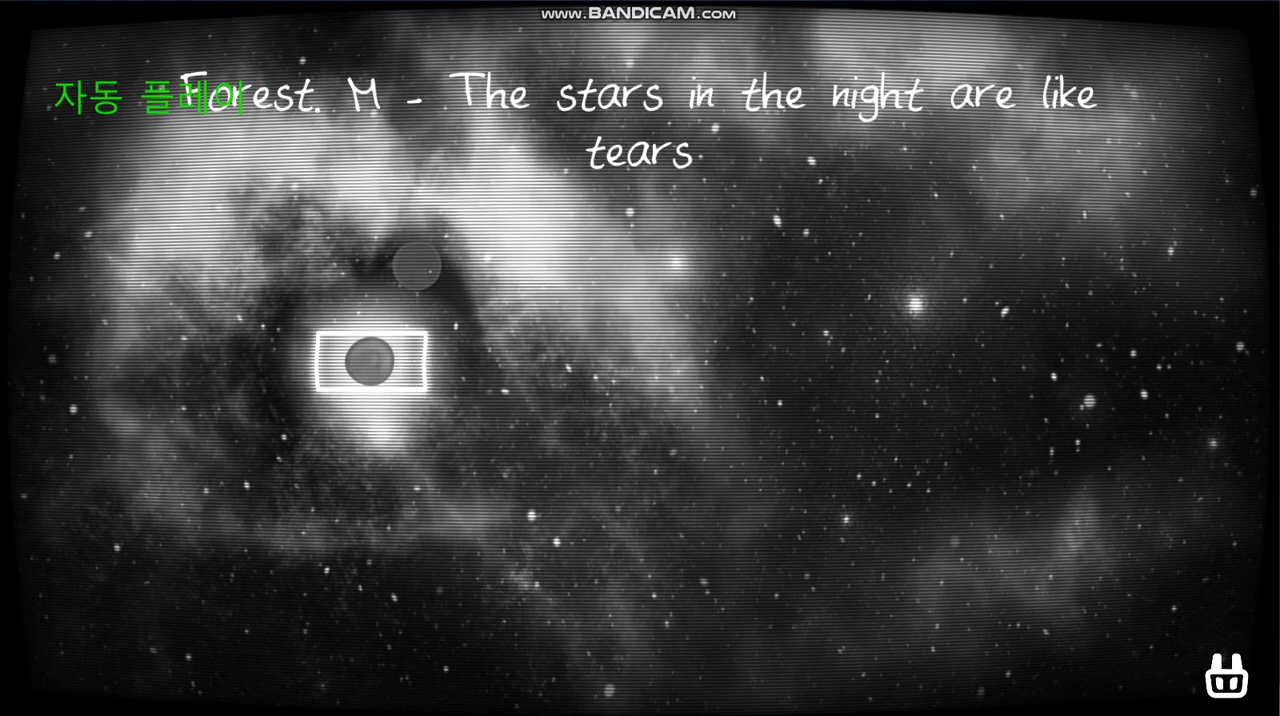 www.BANDICAM.com
자동 플레이
Forest. M - The stars in the night are like
tears